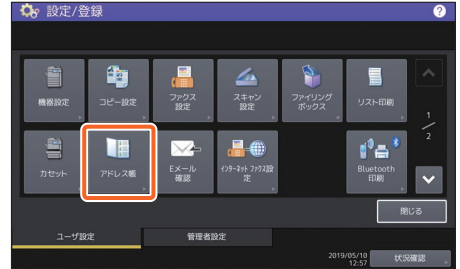 設定/登録
?
機器設定
コピー設定
ファクス
設定
スキャン
設定
ファイリング
ボックス
リスト印刷
1
/
2
カセット
アドレス帳
Eメール
確認
インターネット ファクス設
定
Bluetooth
印刷
閉じる
ユーザ設定
管理者設定
2019/05/10
12:57
状況確認